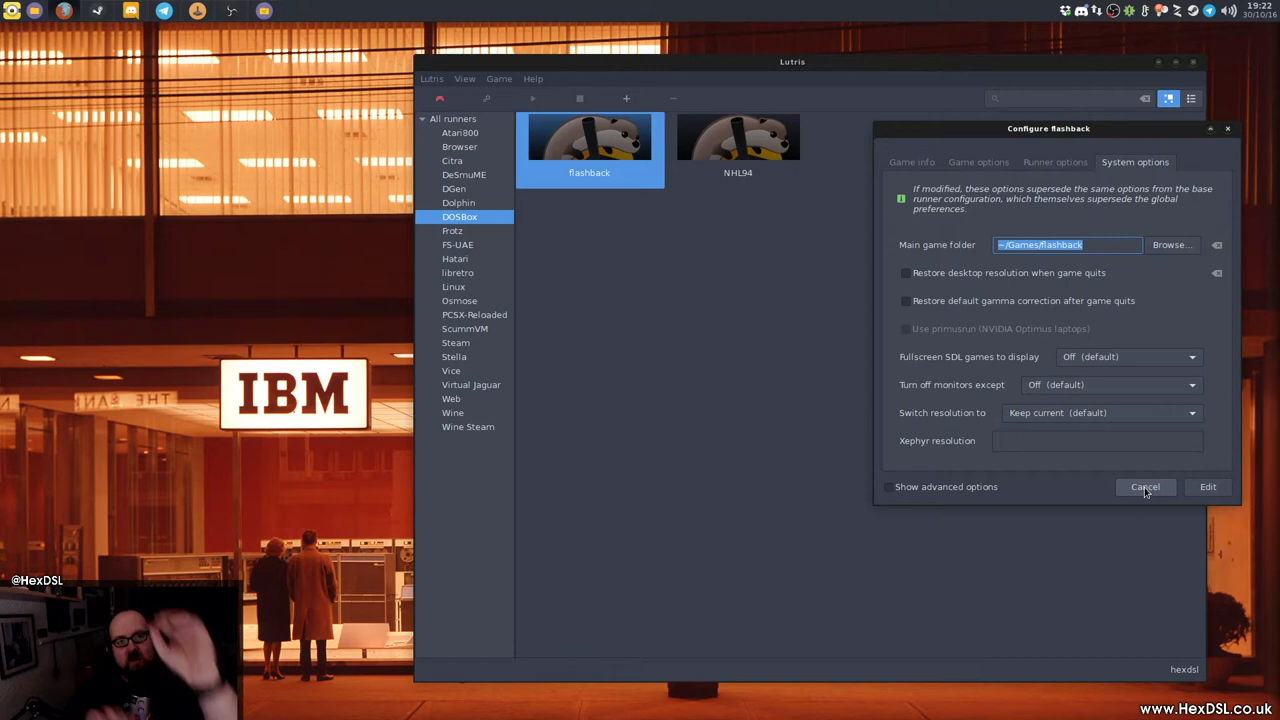 19:22
30/10/16
Lutris
Lutris View Game Help
All runners
Atari800
Browser
Citra
DeSmuME
DGen
Dolphin
DOSBox
Frotz
FS-UAE
Hatari
libretro
Linux
Osmose
PCSX-Reloaded
ScummVM
Steam
Stella
Vice
Virtual Jaguar
Web
Wine
Wine Steam
flashback
NHL94
Configure flashback
Game info Game options Runner options System options
If modified, these options supersede the same options from the base
runner configuration, which themselves supersede the global
preferences.
Main game folder ~/Games/flashback Browse...
Restore desktop resolution when game quits
Restore default gamma correction after game quits
Use primusrun (NVIDIA Optimus laptops)
Fullscreen SDL games to display Off (default)
Turn off monitors except Off (default)
Switch resolution to Keep current (default)
Xephyr resolution
Show advanced options Cancel Edit
hexdsl
IBM
THE BAN
@HexDSL
www.HexDSL.co.uk